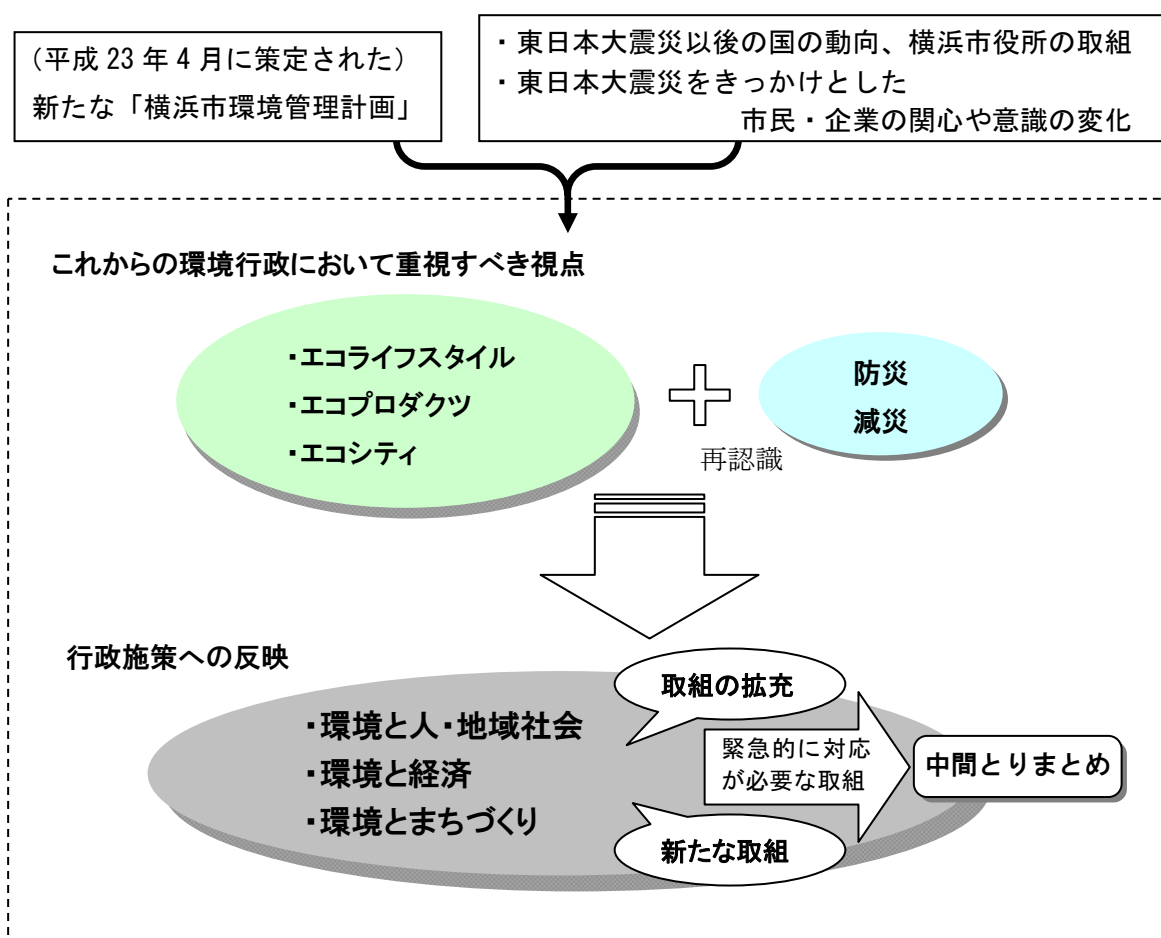 （平成 23 年 4 月に策定された）
新たな「横浜市環境管理計画」
・東日本大震災以後の国の動向、横浜市役所の取組
・東日本大震災をきっかけとした
市民・企業の関心や意識の変化
これからの環境行政において重視すべき視点
・エコライフスタイル
・エコプロダクツ
・エコシティ
防災
減災
再認識
行政施策への反映
・環境と人・地域社会
・環境と経済
・環境とまちづくり
取組の拡充
緊急的に対応
が必要な取組
新たな取組
中間とりまとめ